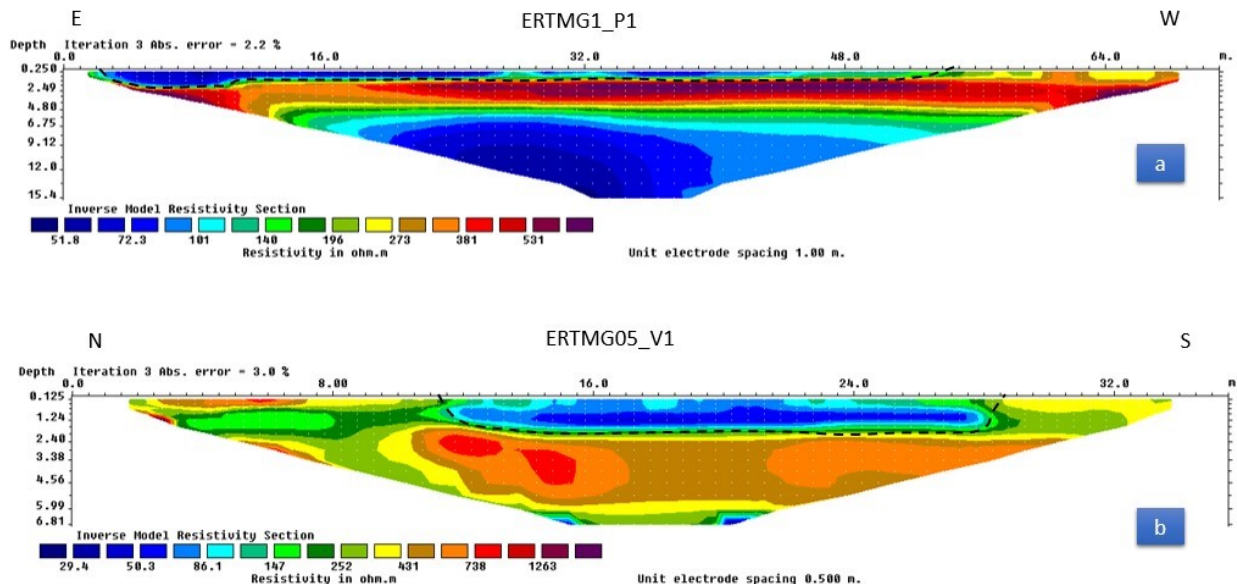 E ERTMG1_P1 W
Depth Iteration 3 Abs. error = 2.2 %
0.0 16.0 32.0 48.0 64.0 m.
0.250
2.49
4.80
6.75
9.12
12.0
15.4
a
Inverse Model Resistivity Section
51.8 72.3 101 140 196 273 381 531
Resistivity in ohm.m Unit electrode spacing 1.00 m.
N ERTMG05_V1 S
Depth Iteration 3 Abs. error = 3.0 %
0.0 8.00 16.0 24.0 32.0 m
0.125
1.24
2.40
3.38
4.56
5.99
6.81
b
Inverse Model Resistivity Section
29.4 50.3 86.1 147 252 431 738 1263
Resistivity in ohm.m Unit electrode spacing 0.500 m.